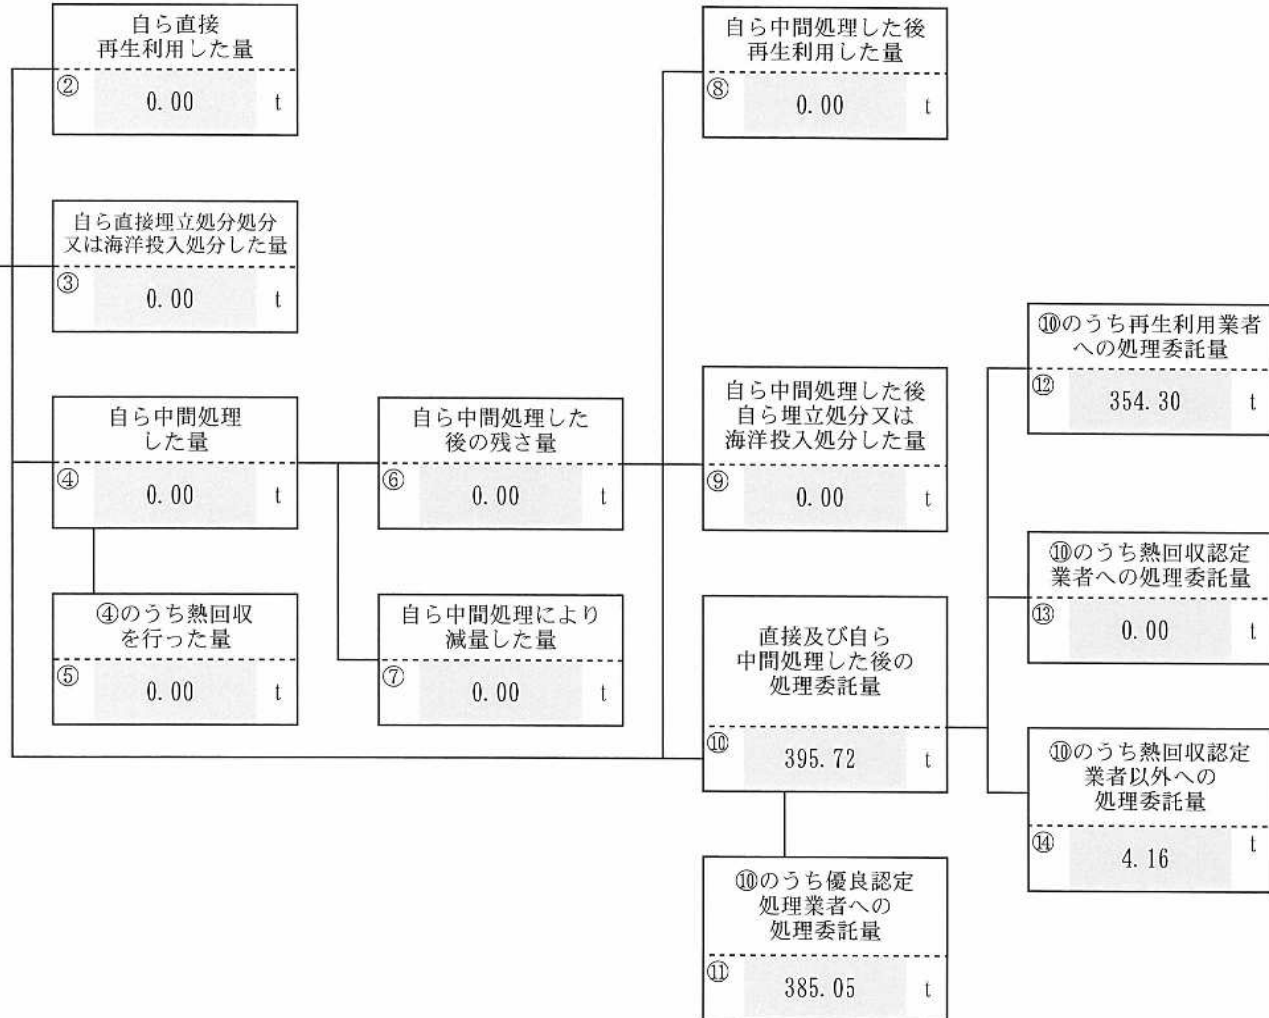 自ら直接
再生利用した量
② 0.00 t
自ら直接埋立処分処分
又は海洋投入処分した量
③ 0.00 t
自ら中間処理
した量
④ 0.00 t
④のうち熱回収
を行った量
⑤ 0.00 t
自ら中間処理した
後の残さ量
⑥ 0.00 t
自ら中間処理により
減量した量
⑦ 0.00 t
自ら中間処理した後
再生利用した量
⑧ 0.00 t
自ら中間処理した後
自ら埋立処分又は
海洋投入処分した量
⑨ 0.00 t
直接及び自ら
中間処理した後の
処理委託量
⑩ 395.72 t
⑩のうち優良認定
処理業者への
処理委託量
⑪ 385.05 t
⑩のうち再生利用業者
への処理委託量
⑫ 354.30 t
⑩のうち熱回収認定
業者への処理委託量
⑬ 0.00 t
⑩のうち熱回収認定
業者以外への
処理委託量
⑭ 4.16 t